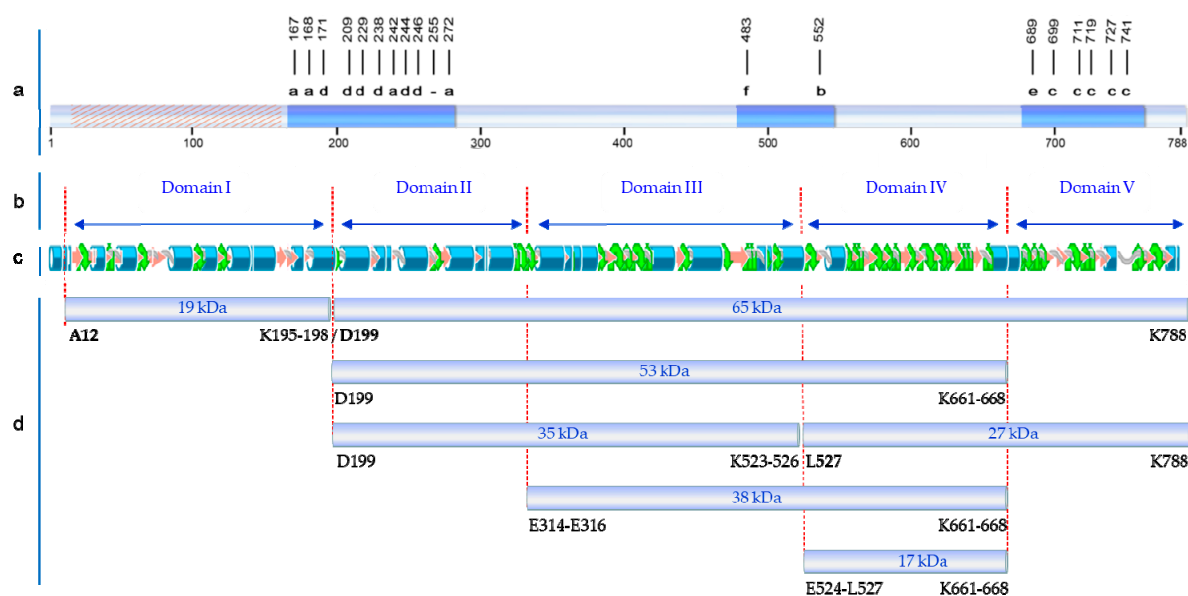 167 168 171 209 229 238 242 244 246 255 272 483 552 689 699 711 719 727 741
a a d d d d a d d - a f b e c c c c c
a
1 100 200 300 400 500 600 700 788
Domain I Domain II Domain III Domain IV Domain V
b
c
19 kDa 65 kDa
A12 K195-198 / D199 K788
53 kDa
D199 K661-668
d
35 kDa 27 kDa
D199 K523-526 L527 K788
38 kDa
E314-E316 K661-668
17 kDa
E524-L527 K661-668